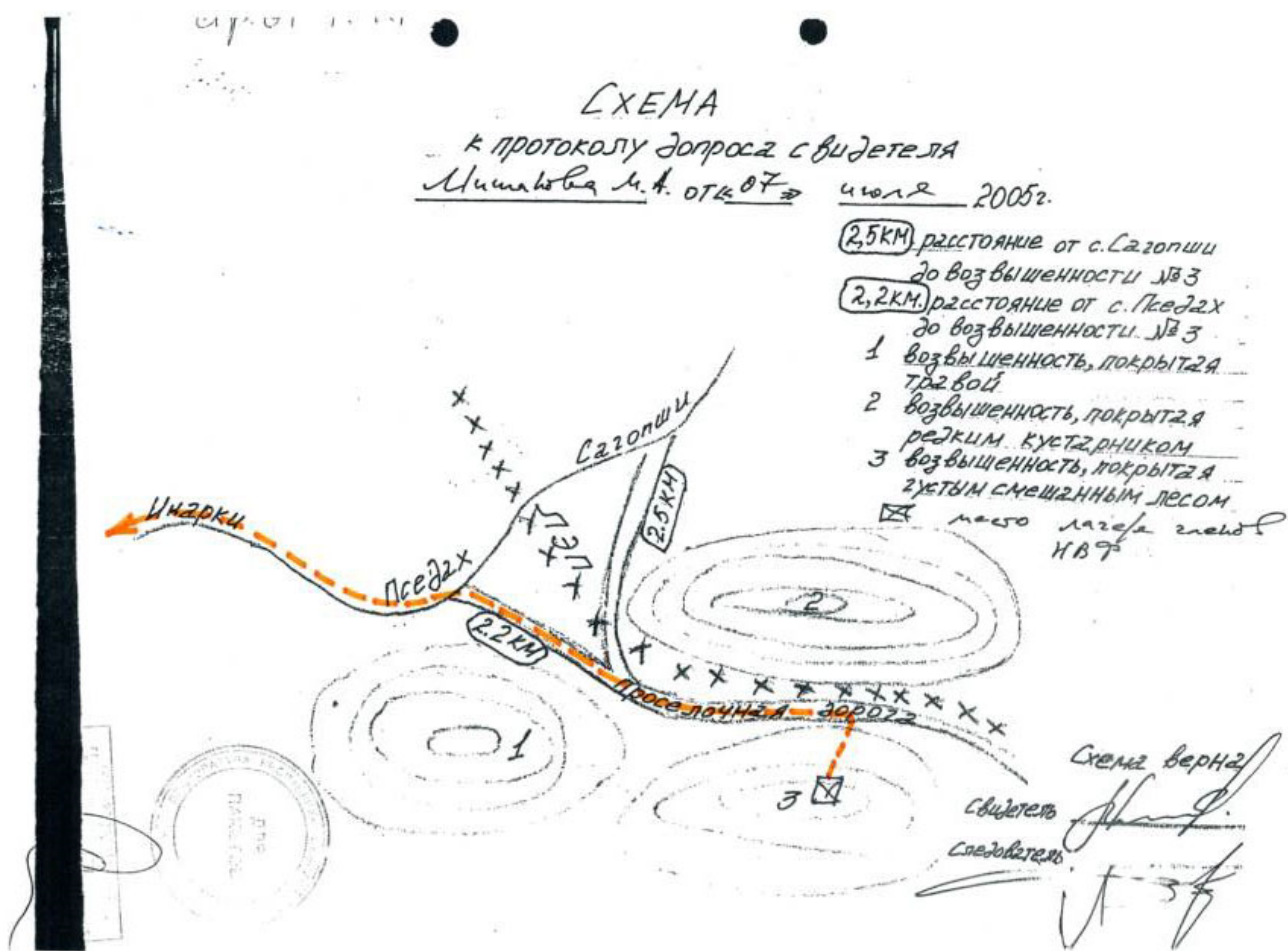 СХЕМА
к протоколу допроса свидетеля
Мишакова М.А. от «07» июля 2005г.
2,5КМ расстояние от с. Сагопши
до возвышенности №3
2,2КМ. расстояние от с. Пседах
до возвышенности №3
1 возвышенность, покрытая
травой
2 возвышенность, покрытая
редким кустарником
3 возвышенность, покрытая
густым смешанным лесом
место лагеря членов
НВФ
Сагопши
Инарки
ЛЭП
2.5КМ
Пседах
2.2КМ
2
Проселочная дорога
1
3
Схема верна
Свидетель
Следователь